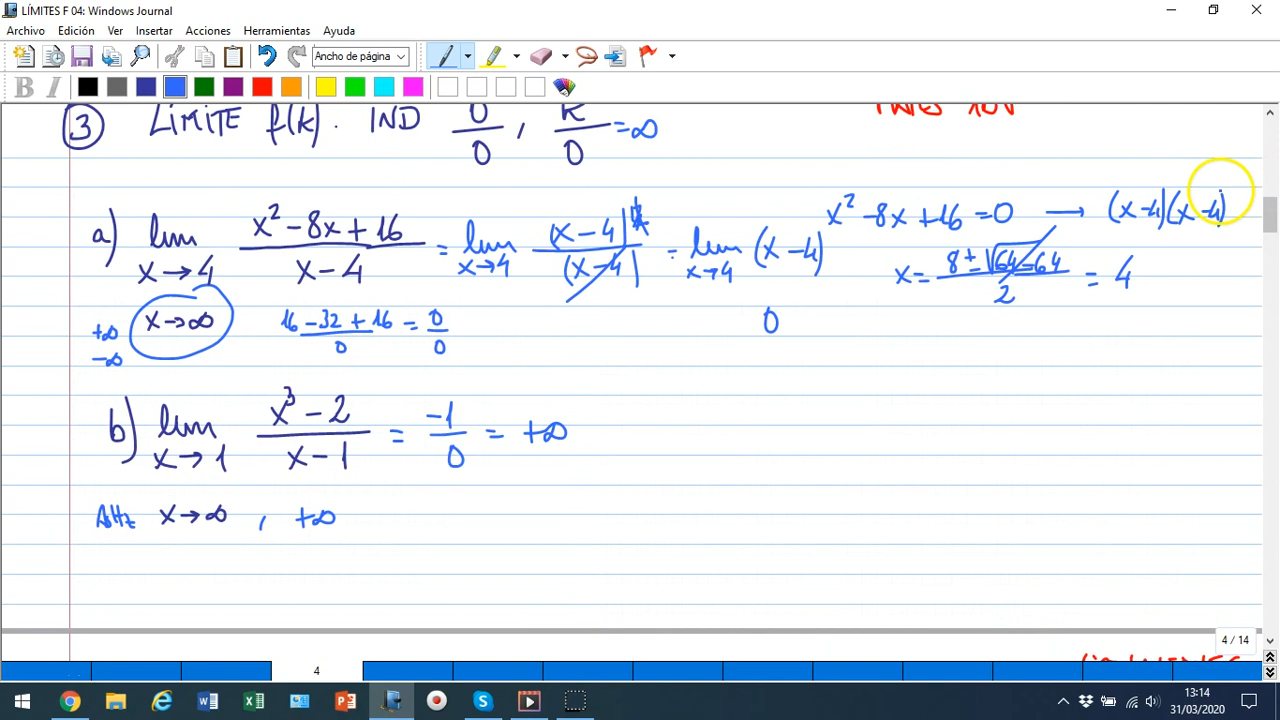 LÍMITES F 04: Windows Journal
Archivo Edición Ver Insertar Acciones Herramientas Ayuda
Ancho de página
B I
3 LÍMITE f(k). IND 0/0 , K/0 = ∞
a) lim x→4 (x² - 8x + 16)/(x - 4) = lim x→4 (x - 4)/(x - 4) = lim x→4 (x - 4)
x² - 8x + 16 = 0 → (x - 4)(x - 4)
x = (8 ± √64 - 64)/2 = 4
+∞ -∞ x→∞ (16 - 32 + 16)/0 = 0/0 0
b) lim x→1 (x³ - 2)/(x - 1) = -1/0 = +∞
x→∞ , +∞
4 / 14
4
13:14
31/03/2020